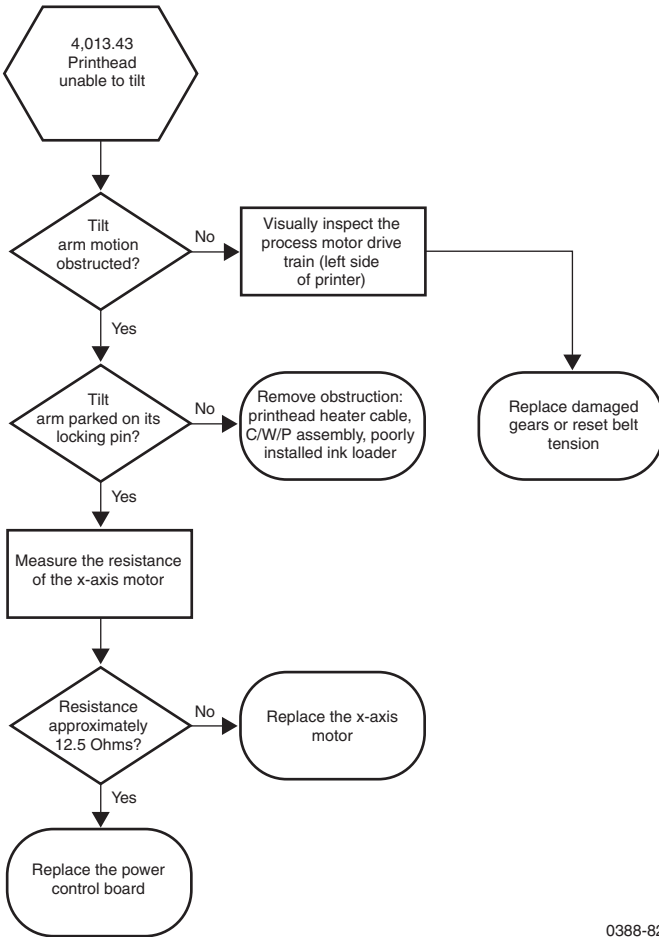 4,013.43
Printhead
unable to tilt
Tilt
arm motion
obstructed?
No
Visually inspect the
process motor drive
train (left side
of printer)
Yes
Tilt
arm parked on its
locking pin?
No
Remove obstruction:
printhead heater cable,
C/W/P assembly, poorly
installed ink loader
Replace damaged
gears or reset belt
tension
Yes
Measure the resistance
of the x-axis motor
Resistance
approximately
12.5 Ohms?
No
Replace the x-axis
motor
Yes
Replace the power
control board
0388-82